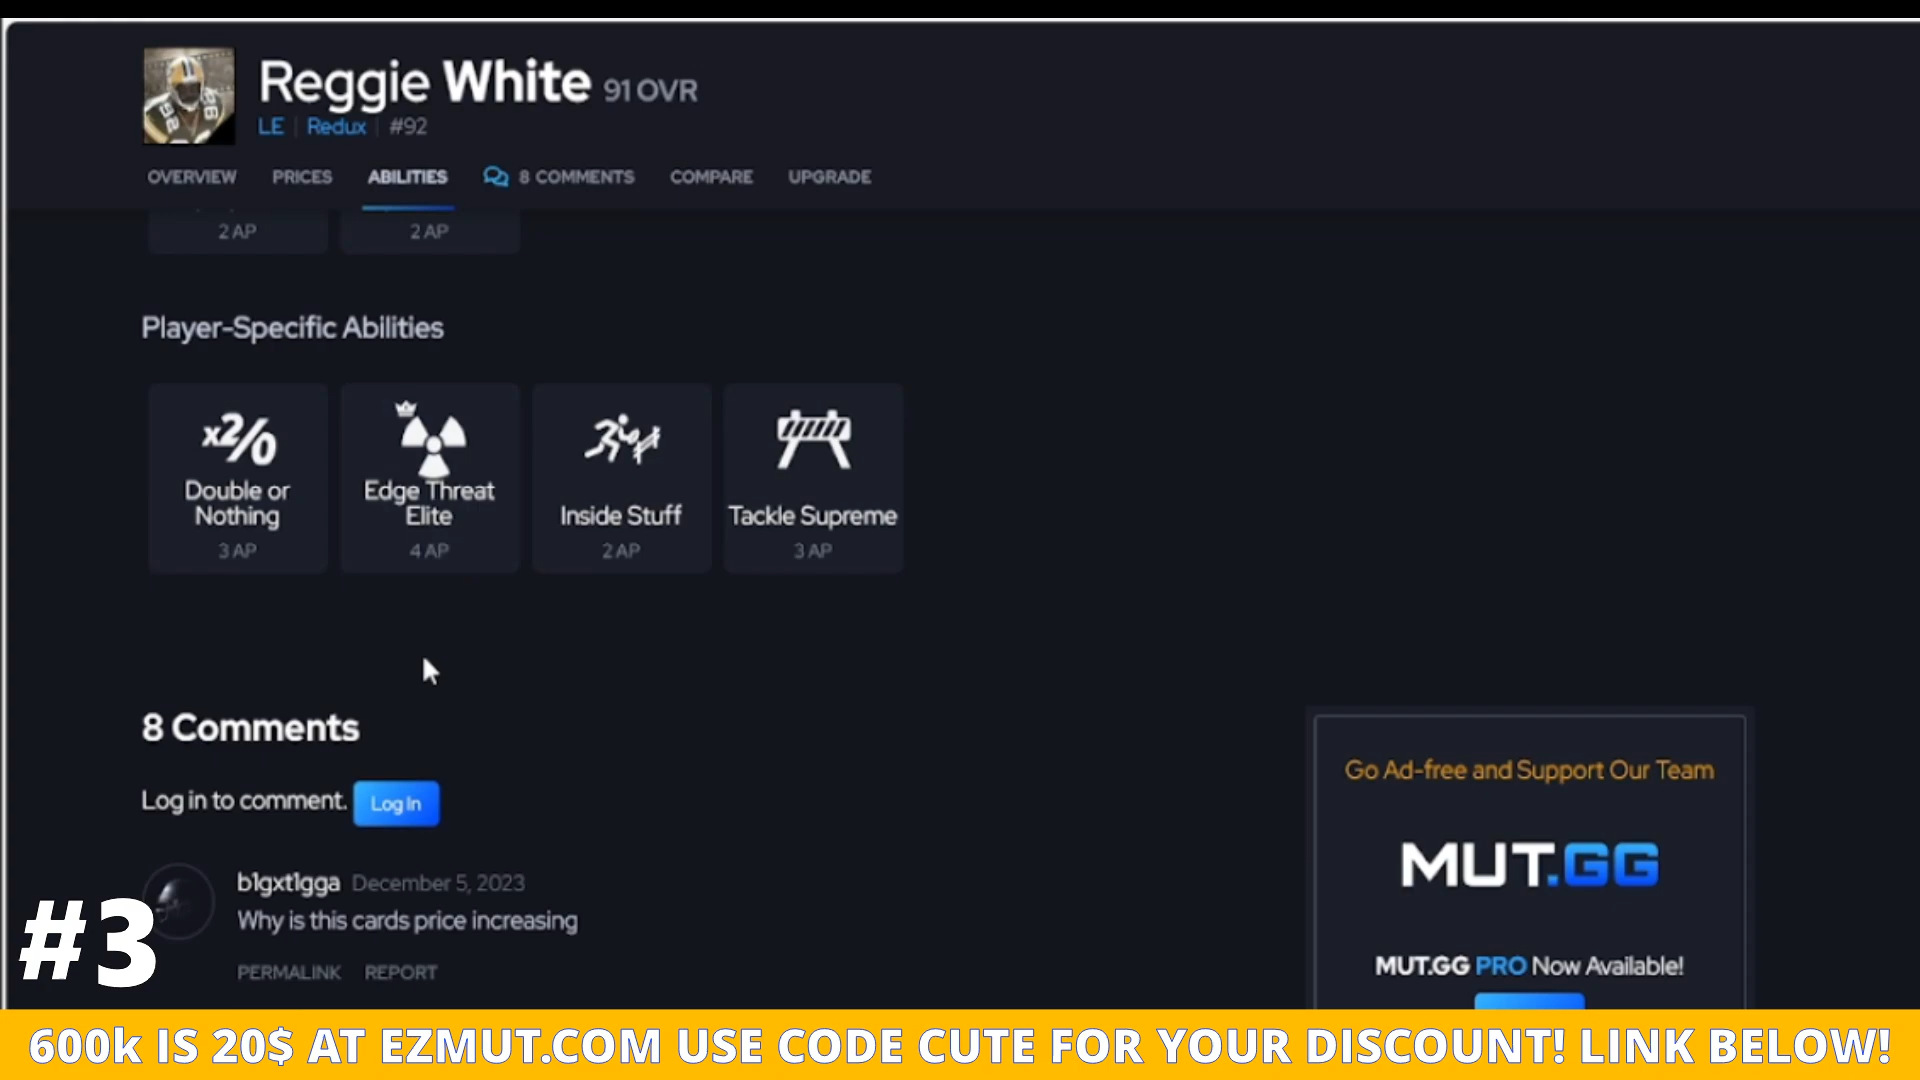 Reggie White 91 OVR
LE | Redux | #92
OVERVIEW PRICES ABILITIES 8 COMMENTS COMPARE UPGRADE
2 AP 2 AP
Player-Specific Abilities
x2/0
Double or
Nothing
3 AP
Edge Threat
Elite
4 AP
Inside Stuff
2 AP
Tackle Supreme
3 AP
8 Comments
Log in to comment. Log In
b1gxt1gga December 5, 2023
Why is this cards price increasing
PERMALINK REPORT
Go Ad-free and Support Our Team
MUT.GG
MUT.GG PRO Now Available!
#3
600k IS 20$ AT EZMUT.COM USE CODE CUTE FOR YOUR DISCOUNT! LINK BELOW!